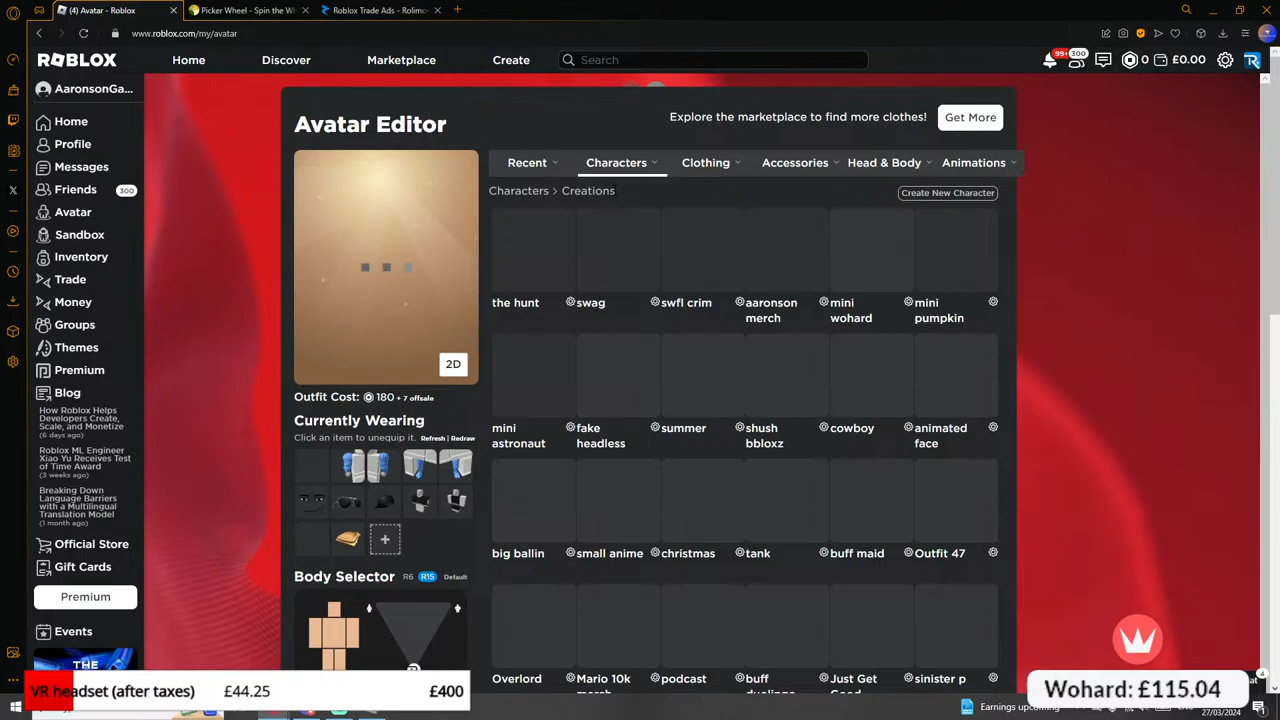 (4) Avatar - Roblox
Picker Wheel - Spin the Wh
Roblox Trade Ads - Rolimo
www.roblox.com/my/avatar
ROBLOX
Home
Discover
Marketplace
Create
Search
99+
300
0
£0.00
AaronsonGa...
Home
Profile
Messages
Friends
300
Avatar
Sandbox
Inventory
Trade
Money
Groups
Themes
Premium
Blog
How Roblox Helps
Developers Create,
Scale, and Monetize
(6 days ago)
Roblox ML Engineer
Xiao Yu Receives Test
of Time Award
(3 weeks ago)
Breaking Down
Language Barriers
with a Multilingual
Translation Model
(1 month ago)
Official Store
Gift Cards
Premium
Events
THE
Avatar Editor
Explore the marketplace to find more clothes!
Get More
Recent
Characters
Clothing
Accessories
Head & Body
Animations
Characters > Creations
Create New Character
2D
Outfit Cost: 180 + 7 offsale
Currently Wearing
Click an item to unequip it. Refresh | Redraw
+
Body Selector R6 R15 Default
the hunt
swag
swfl crim
aaronson
merch
mini
wohard
mini
pumpkin
mini
astronaut
fake
headless
summer
shush
bbloxz
cowboy
animated
face
big ballin
small anime
christmas
tank
buff maid
Outfit 47
Overlord
Mario 10k
merch
podcast
buff
Just Get
Good
sinister p
VR headset (after taxes) £44.25 £400
Wohard: £115.04
Earnings upcoming
27/03/2024